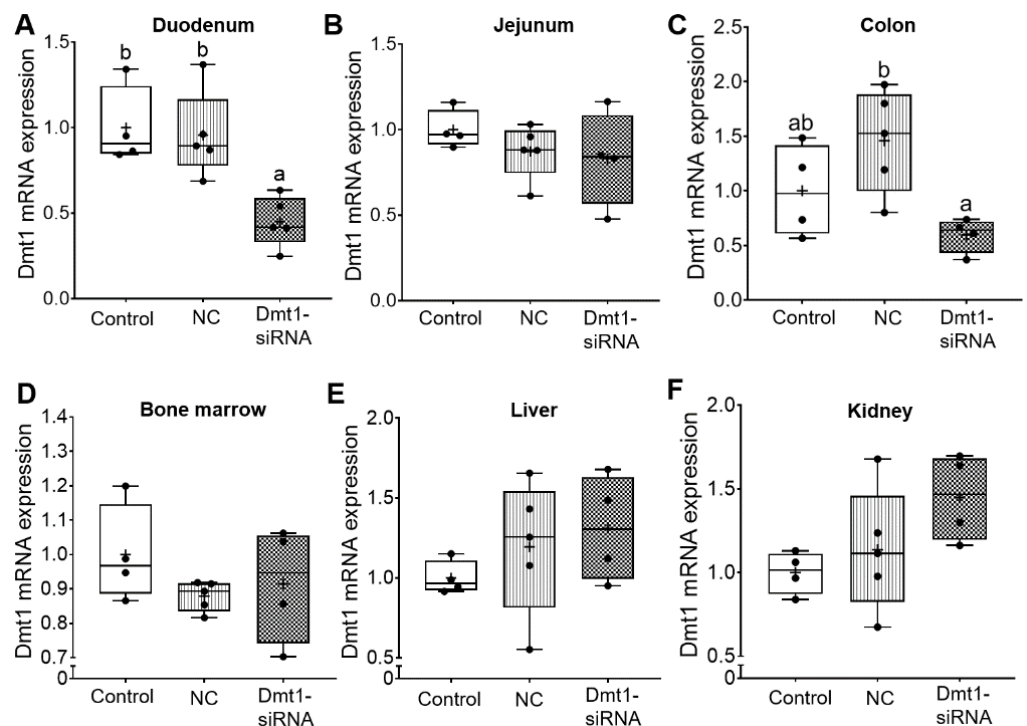 A Duodenum
Dmt1 mRNA expression
1.5
1.0
0.5
0.0
b
b
a
Control
NC
Dmt1-
siRNA
B Jejunum
Dmt1 mRNA expression
1.5
1.0
0.5
0.0
Control
NC
Dmt1-
siRNA
C Colon
Dmt1 mRNA expression
2.5
2.0
1.5
1.0
0.5
0.0
ab
b
a
Control
NC
Dmt1-
siRNA
D Bone marrow
Dmt1 mRNA expression
1.4
1.3
1.2
1.1
1.0
0.9
0.8
0.7
0
Control
NC
Dmt1-
siRNA
E Liver
Dmt1 mRNA expression
2.0
1.5
1.0
0.5
0
Control
NC
Dmt1-
siRNA
F Kidney
Dmt1 mRNA expression
2.0
1.5
1.0
0.5
0
Control
NC
Dmt1-
siRNA